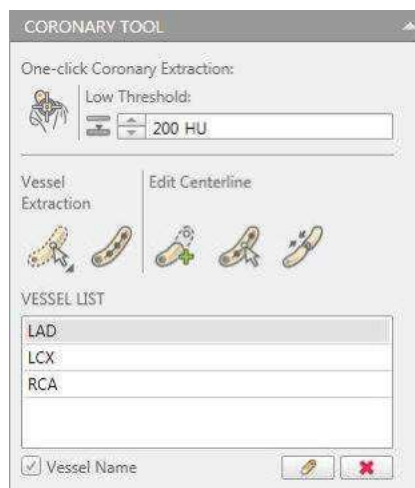 CORONARY TOOL
One-click Coronary Extraction:
Low Threshold:
200 HU
Vessel
Extraction
Edit Centerline
VESSEL LIST
LAD
LCX
RCA
Vessel Name